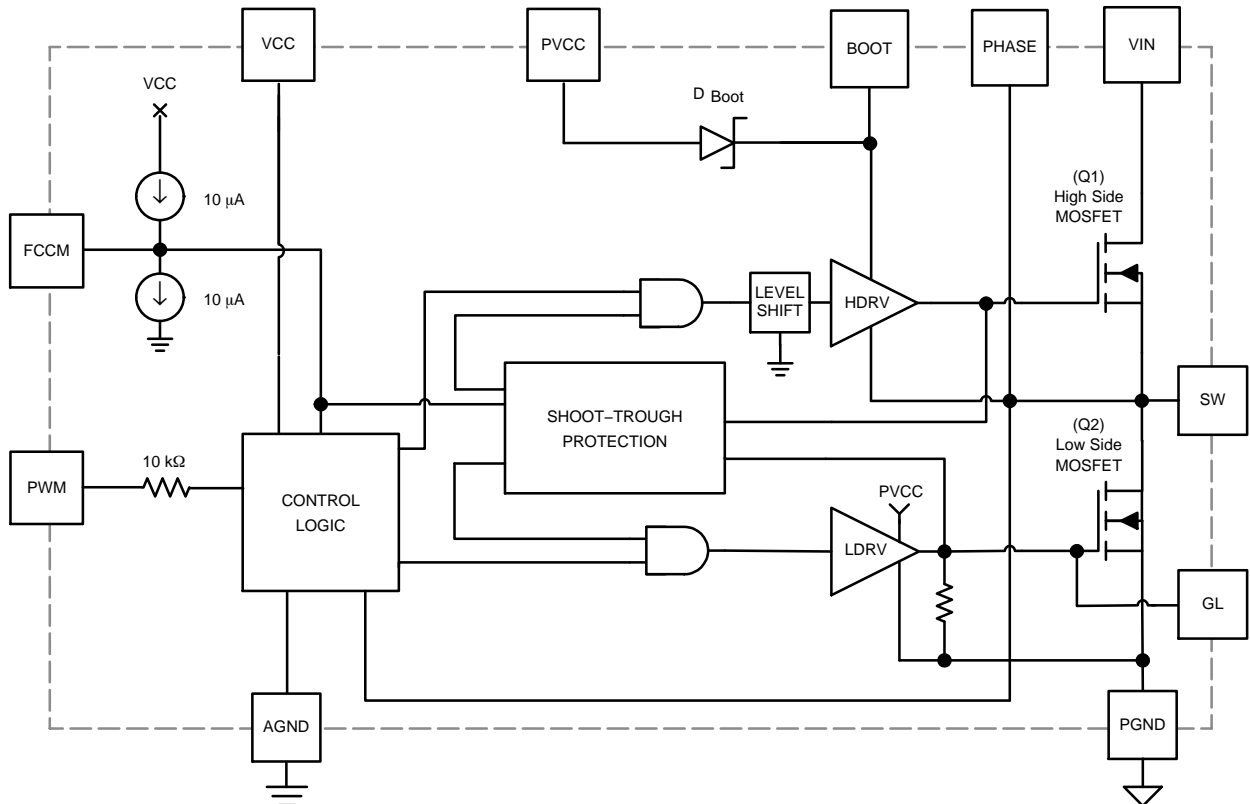 VCC
PVCC
BOOT
PHASE
VIN
VCC
D Boot
10 μA
(Q1)
High Side
MOSFET
FCCM
10 μA
LEVEL
SHIFT
HDRV
SW
SHOOT–TROUGH
PROTECTION
(Q2)
Low Side
MOSFET
PWM
10 kΩ
CONTROL
LOGIC
PVCC
LDRV
GL
AGND
PGND